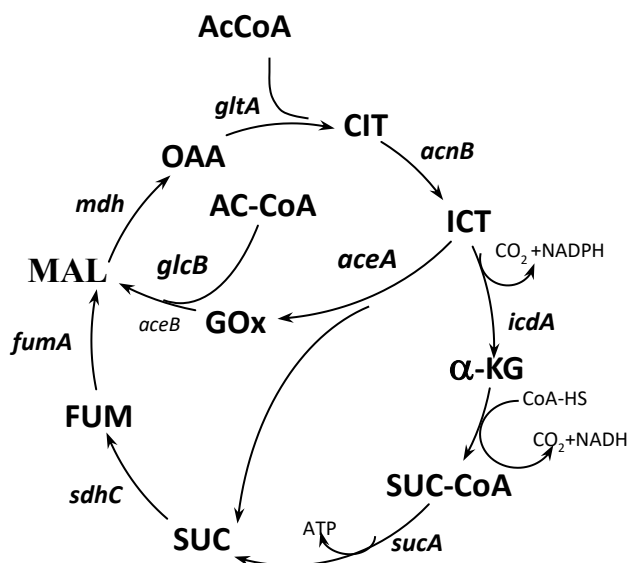 AcCoA
gltA
CIT
acnB
OAA
mdh
AC-CoA
ICT
CO₂+NADPH
MAL
glcB
aceA
aceB
GOx
icdA
fumA
α-KG
CoA-HS
FUM
CO₂+NADH
SUC-CoA
sdhC
ATP
SUC
sucA